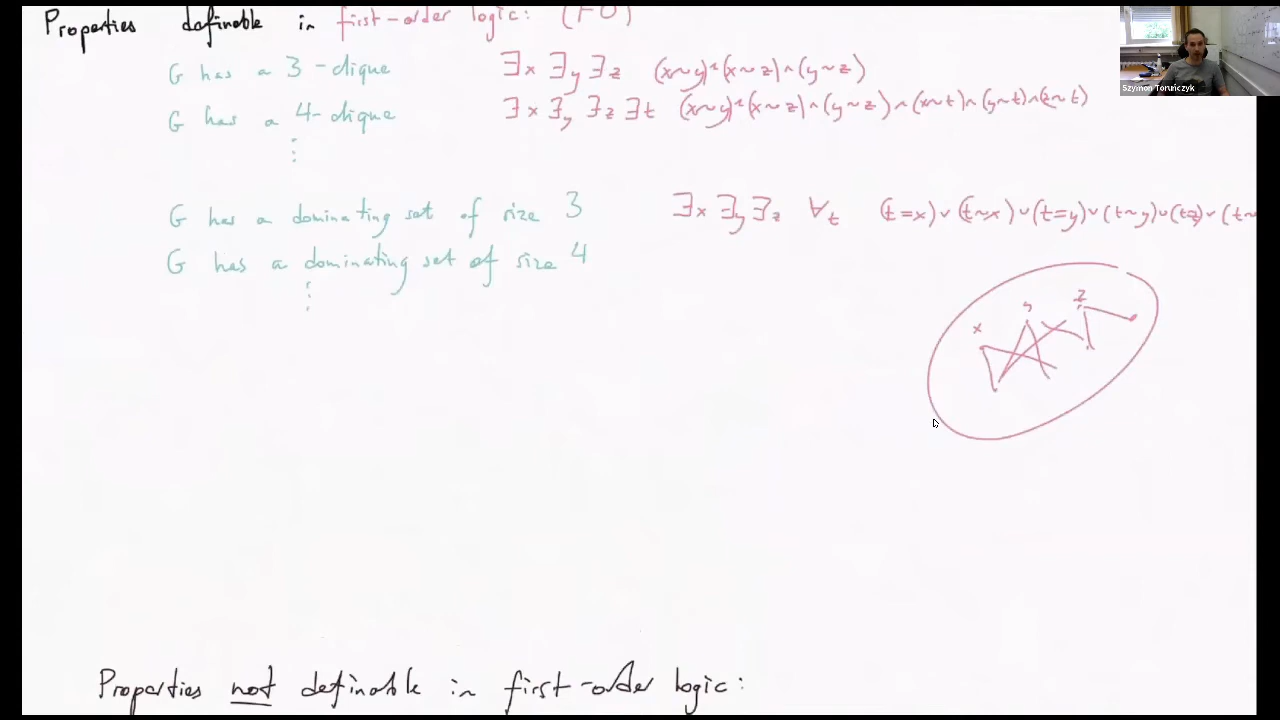 Properties definable in first-order logic: (FO)
G has a 3-clique ∃x ∃y ∃z (x~y)∧(x~z)∧(y~z)
G has a 4-clique ∃x ∃y ∃z ∃t (x~y)∧(x~z)∧(y~z)∧(x~t)∧(y~t)∧(z~t)
⋮
G has a dominating set of size 3 ∃x ∃y ∃z ∀t (t=x)∨(t~x)∨(t=y)∨(t~y)∨(t=z)∨(t~
G has a dominating set of size 4
⋮
x y z
Properties not definable in first-order logic:
Szymon Toruńczyk